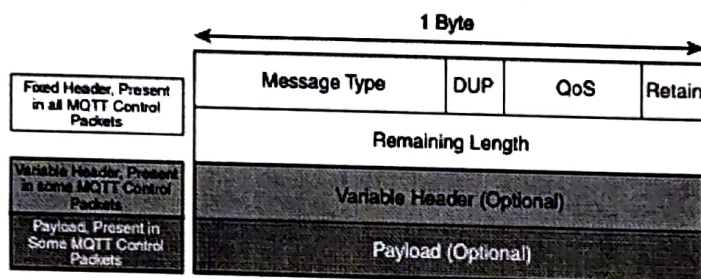 1 Byte
Message Type DUP QoS Retain
Fixed Header, Present
in all MQTT Control
Packets
Remaining Length
Variable Header, Present
in some MQTT Control
Packets
Variable Header (Optional)
Payload, Present in
Some MQTT Control
Packets
Payload (Optional)